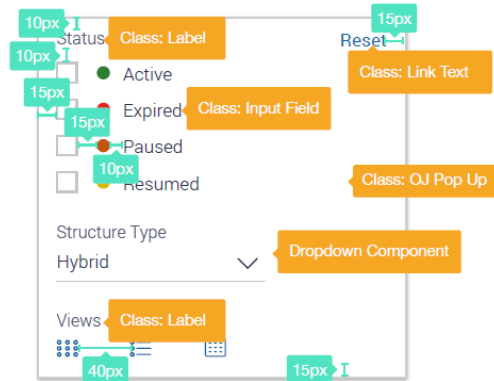 10px
15px
Status
Class: Label
Reset
10px
Active
Class: Link Text
15px
Expired
Class: Input Field
15px
Paused
10px
Resumed
Class: OJ Pop Up
Structure Type
Hybrid
Dropdown Component
Views
Class: Label
40px
15px